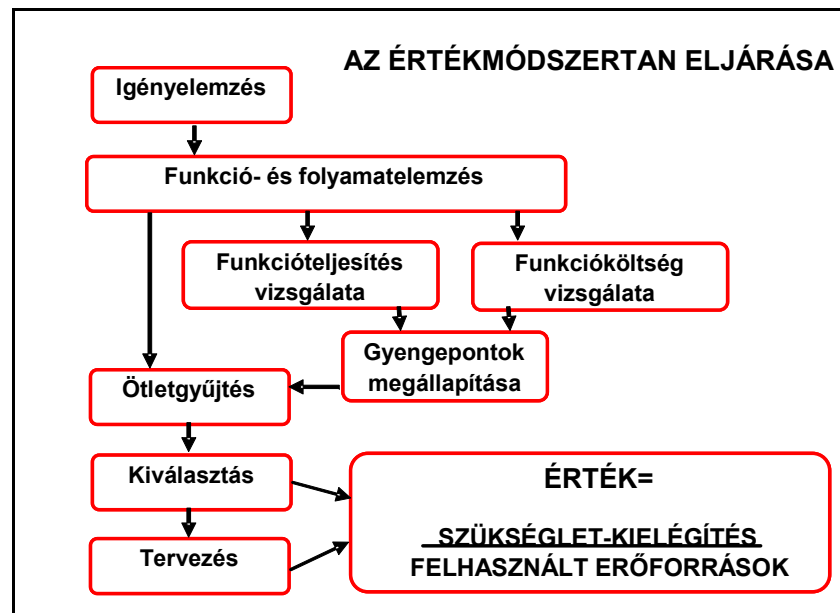 AZ ÉRTÉKMÓDSZERTAN ELJÁRÁSA
Igényelemzés
Funkció- és folyamatelemzés
Funkcióteljesítés
vizsgálata
Funkcióköltség
vizsgálata
Gyengepontok
megállapítása
Ötletgyűjtés
Kiválasztás
Tervezés
ÉRTÉK=
SZÜKSÉGLET-KIELÉGÍTÉS
FELHASZNÁLT ERŐFORRÁSOK